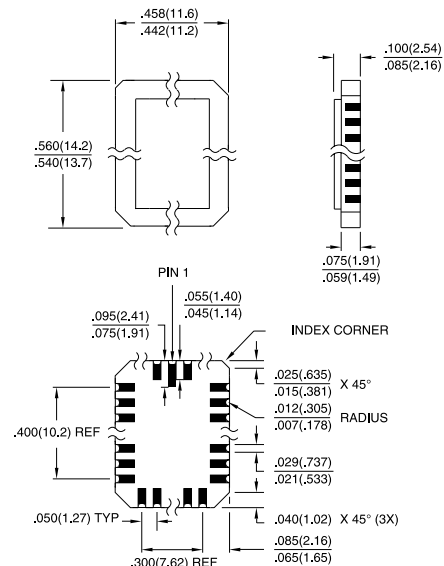 .458(11.6)
.442(11.2)
.100(2.54)
.085(2.16)
.560(14.2)
.540(13.7)
.075(1.91)
.059(1.49)
PIN 1
.055(1.40)
.045(1.14)
.095(2.41)
.075(1.91)
INDEX CORNER
.025(.635)
.015(.381)
X 45°
.012(.305)
.007(.178)
RADIUS
.400(10.2) REF
.029(.737)
.021(.533)
.050(1.27) TYP
.040(1.02) X 45° (3X)
.085(2.16)
.065(1.65)
.300(7.62) REF